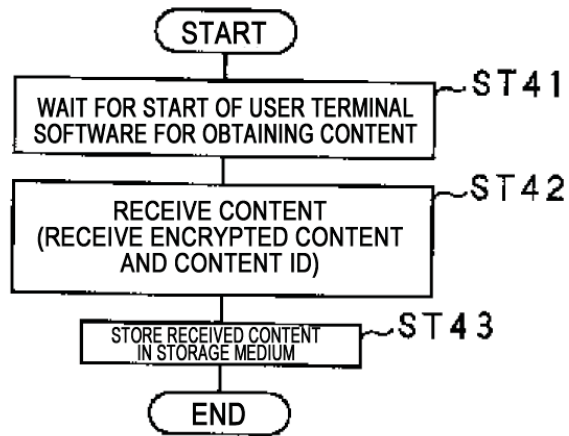 START
WAIT FOR START OF USER TERMINAL
SOFTWARE FOR OBTAINING CONTENT
ST41
RECEIVE CONTENT
(RECEIVE ENCRYPTED CONTENT
AND CONTENT ID)
ST42
STORE RECEIVED CONTENT
IN STORAGE MEDIUM
ST43
END